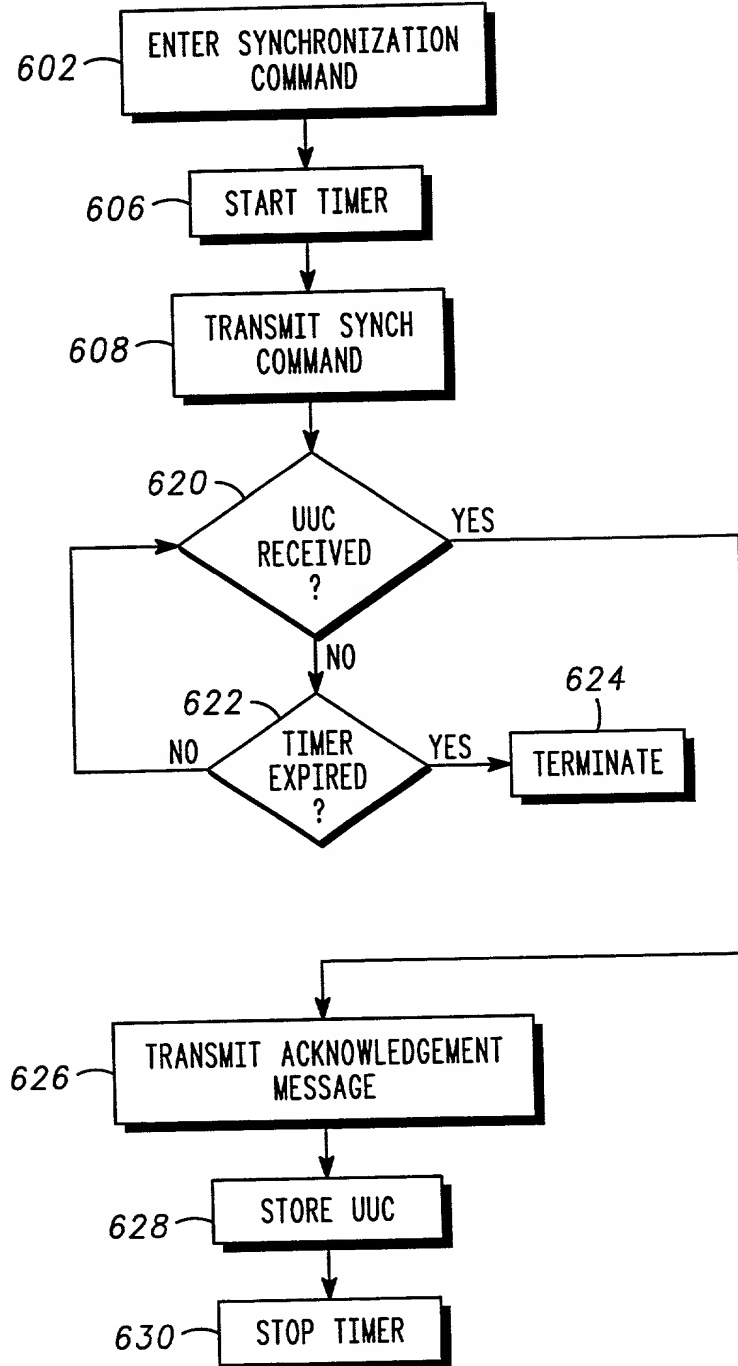 602
ENTER SYNCHRONIZATION
COMMAND
606
START TIMER
608
TRANSMIT SYNCH
COMMAND
620
UUC
RECEIVED
?
YES
NO
622
TIMER
EXPIRED
?
NO
YES
624
TERMINATE
626
TRANSMIT ACKNOWLEDGEMENT
MESSAGE
628
STORE UUC
630
STOP TIMER